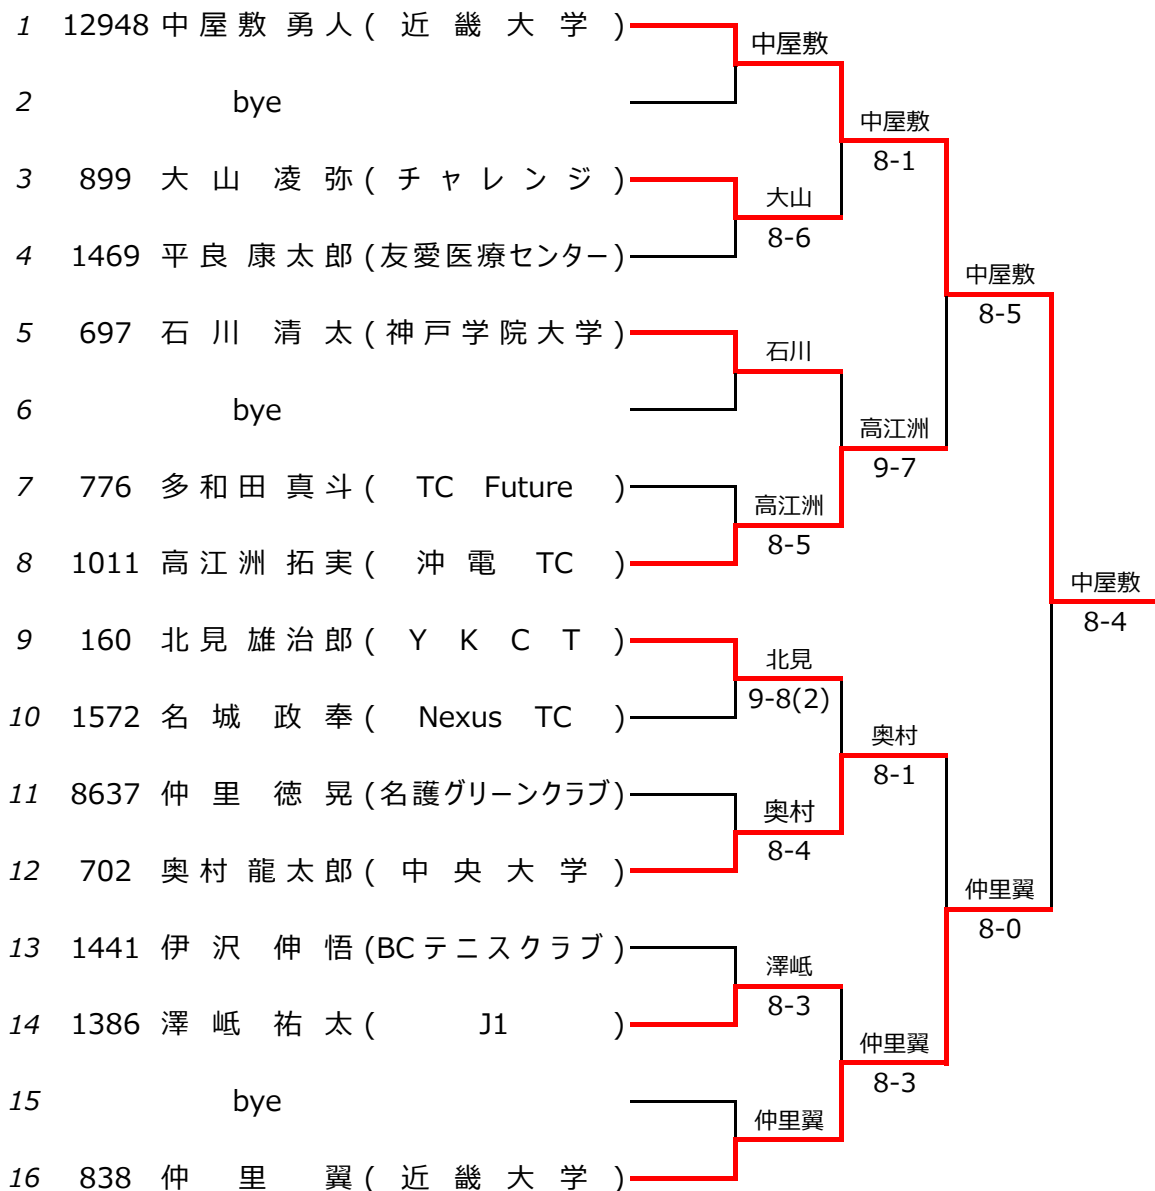 1 12948 中屋敷 勇人 ( 近畿大学 )
中屋敷
2 bye
中屋敷
8-1
3 899 大山 凌弥 ( チャレンジ )
大山
8-6
4 1469 平良 康太郎 (友愛医療センター)
中屋敷
8-5
5 697 石川 清太 ( 神戸学院大学 )
石川
6 bye
高江洲
9-7
7 776 多和田 真斗 ( TC Future )
高江洲
8-5
8 1011 高江洲 拓実 ( 沖電 TC )
中屋敷
8-4
9 160 北見 雄治郎 ( YKCT )
北見
9-8(2)
10 1572 名城 政奉 ( Nexus TC )
奥村
8-1
11 8637 仲里 徳晃 (名護グリーンクラブ)
奥村
8-4
12 702 奥村 龍太郎 ( 中央大学 )
仲里翼
8-0
13 1441 伊沢 伸悟 (BCテニスクラブ)
澤岻
8-3
14 1386 澤岻 祐太 ( J1 )
仲里翼
8-3
15 bye
仲里翼
16 838 仲里 翼 ( 近畿大学 )